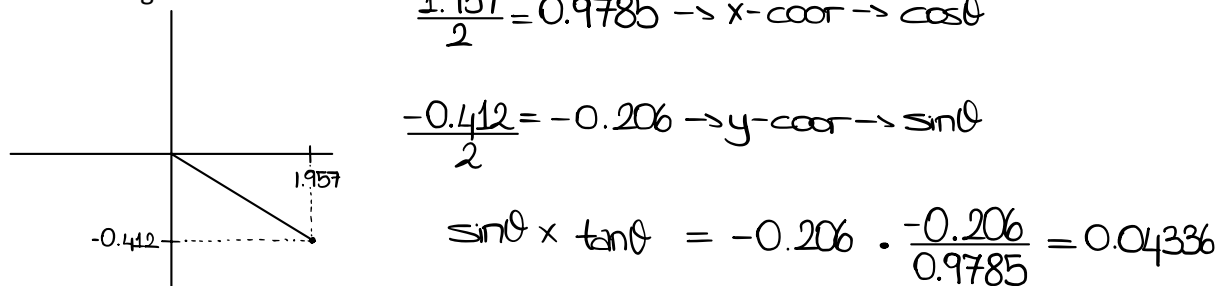 1.957/2 = 0.9785 -> x-coor -> cosθ
-0.412/2 = -0.206 -> y-coor -> sinθ
1.957
-0.412
sinθ x tanθ = -0.206 · -0.206/0.9785 = 0.04336